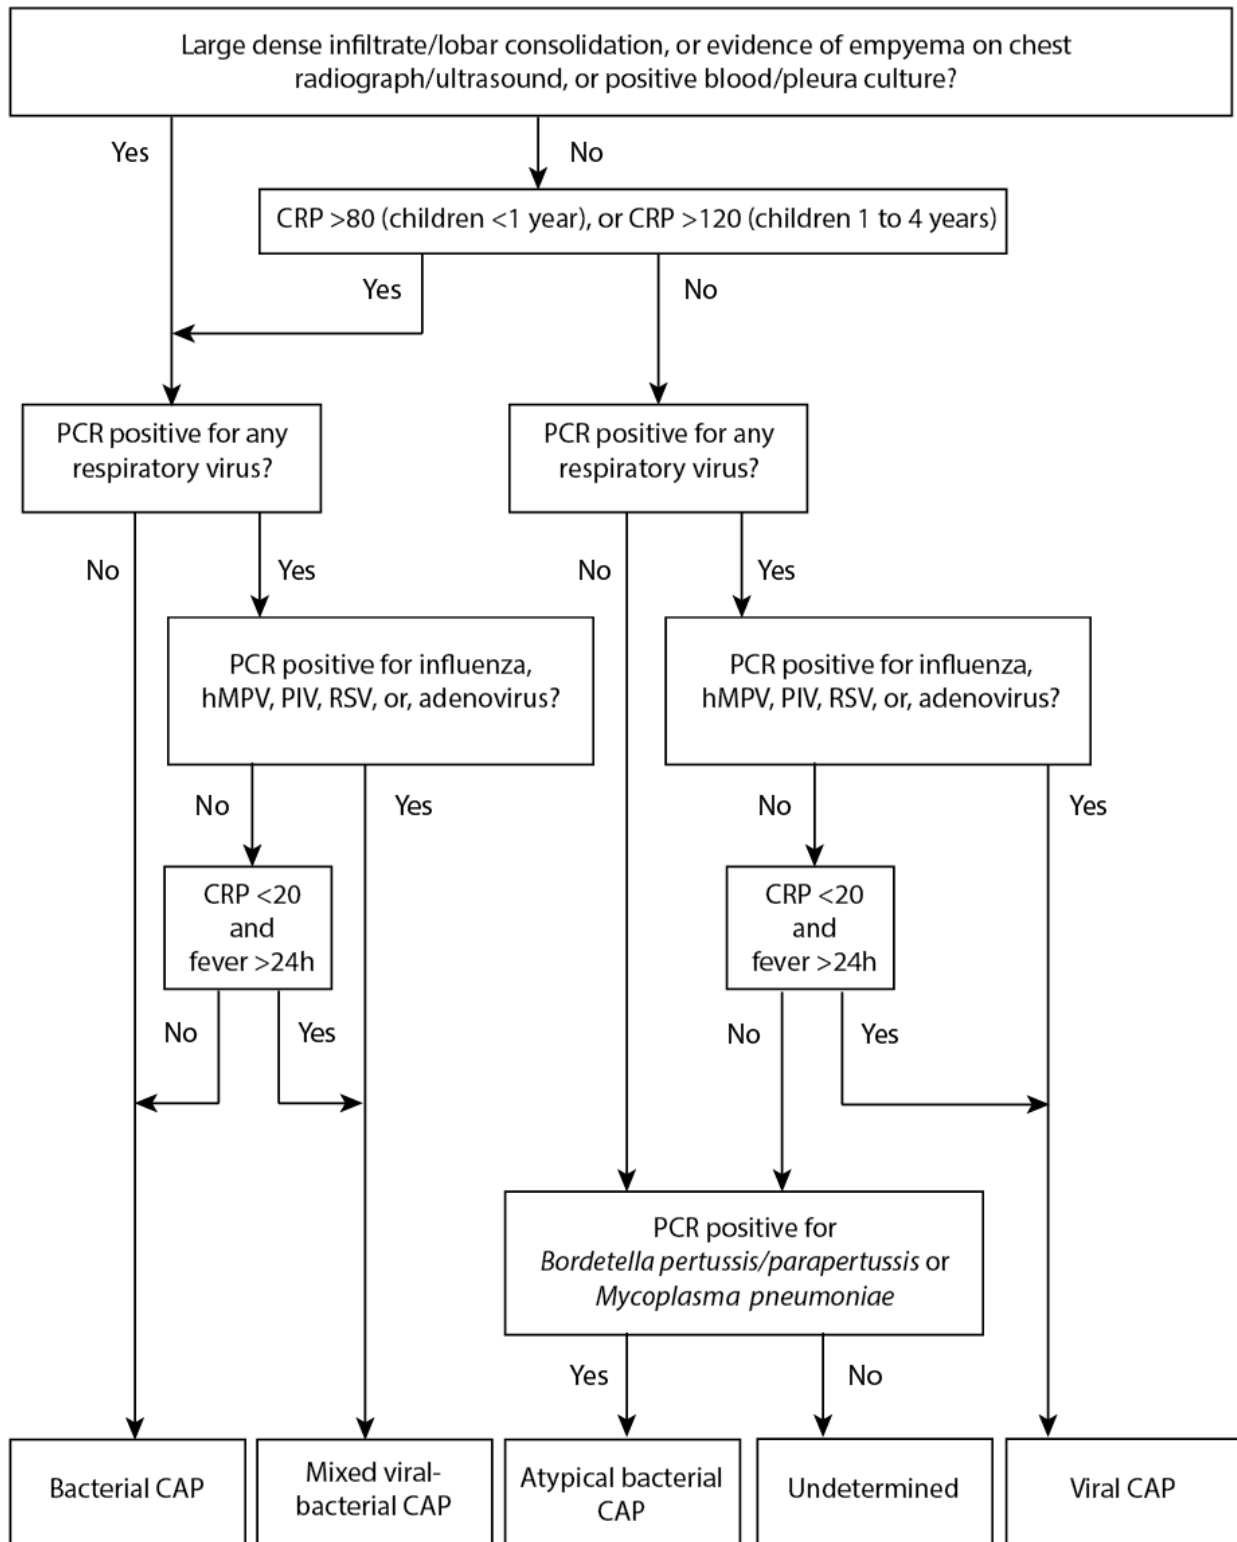 Large dense infiltrate/lobar consolidation, or evidence of empyema on chest
radiograph/ultrasound, or positive blood/pleura culture?
Yes
No
CRP >80 (children <1 year), or CRP >120 (children 1 to 4 years)
Yes
No
PCR positive for any
respiratory virus?
PCR positive for any
respiratory virus?
No
Yes
No
Yes
PCR positive for influenza,
hMPV, PIV, RSV, or, adenovirus?
PCR positive for influenza,
hMPV, PIV, RSV, or, adenovirus?
No
Yes
No
Yes
CRP <20
and
fever >24h
CRP <20
and
fever >24h
No
Yes
No
Yes
PCR positive for
Bordetella pertussis/parapertussis or
Mycoplasma pneumoniae
Yes
No
Bacterial CAP
Mixed viral-
bacterial CAP
Atypical bacterial
CAP
Undetermined
Viral CAP